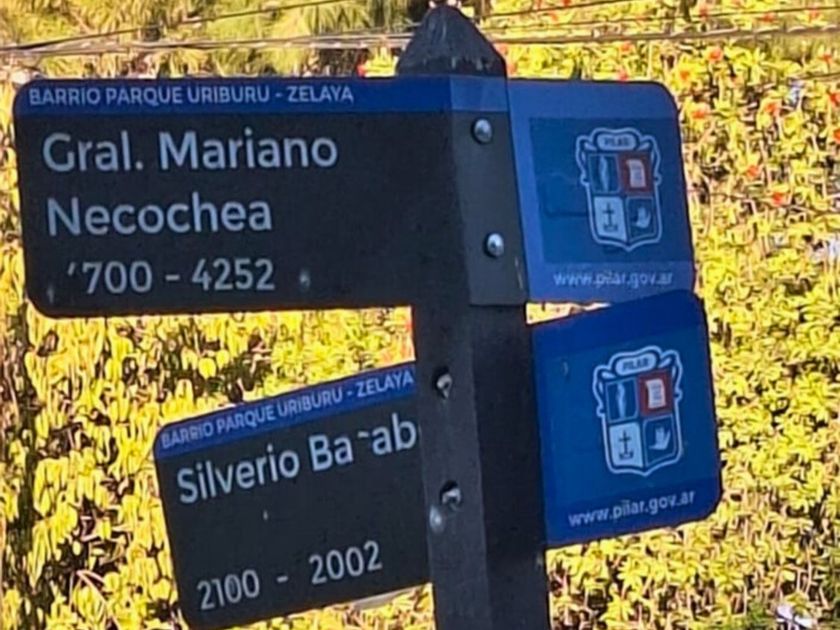 BARRIO PARQUE URIBURU - ZELAYA
Gral. Mariano
Necochea
700 - 4252
PILAR
www.pilar.gov.ar
BARRIO PARQUE URIBURU - ZELAYA
Silverio
2100 - 2002
PILAR
www.pilar.gov.ar